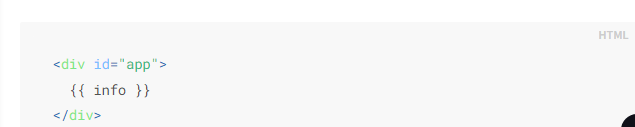 HTML
<div id="app">
  {{ info }}
</div>